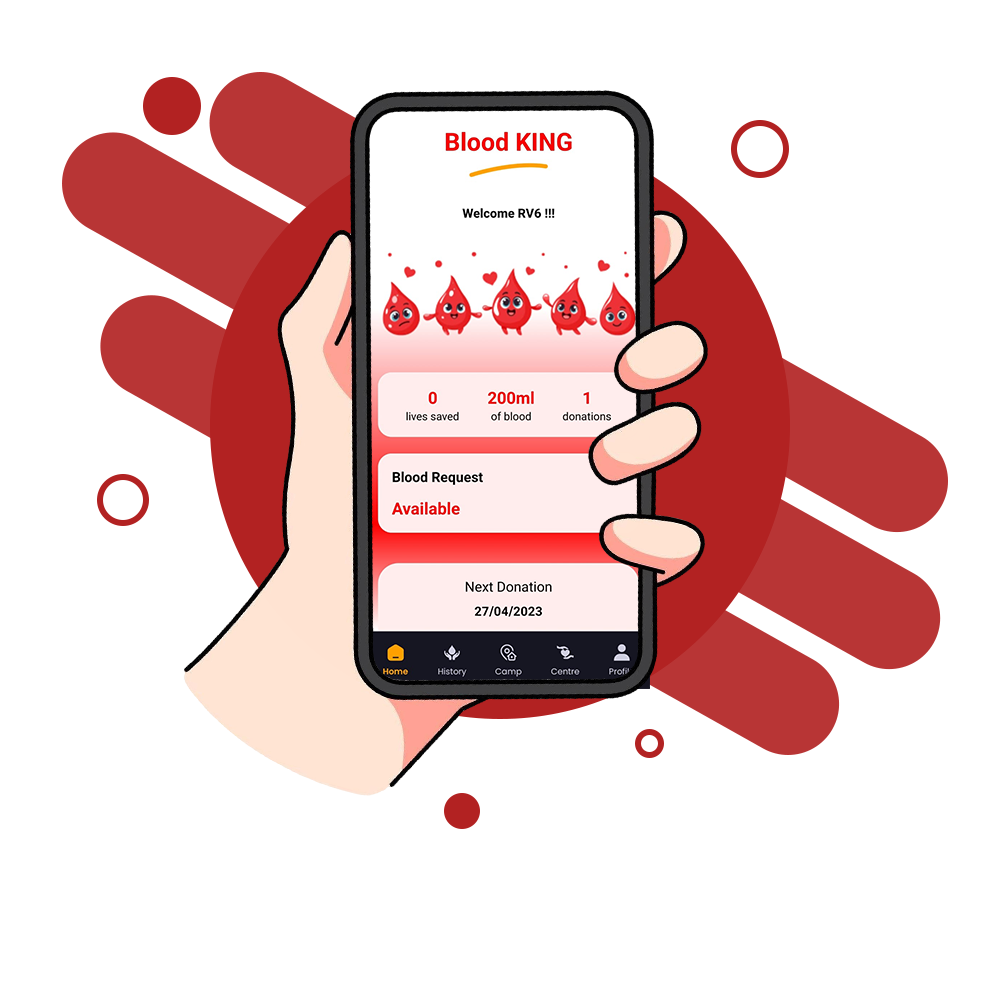 Blood KING
Welcome RV6 !!!
0 200ml 1
lives saved of blood donations
Blood Request
Available
Next Donation
27/04/2023
Home History Camp Centre Profil